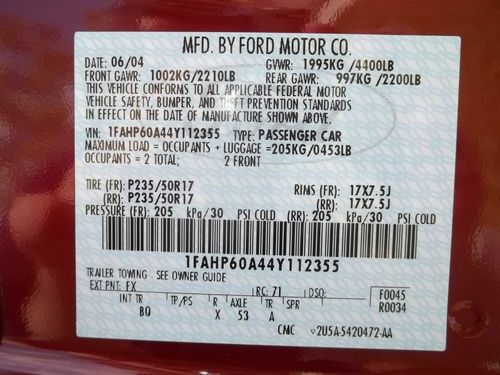 MFD. BY FORD MOTOR CO.
DATE: 06/04 GVWR: 1995KG/4400LB
FRONT GAWR: 1002KG/2210LB REAR GAWR: 997KG/2200LB
THIS VEHICLE CONFORMS TO ALL APPLICABLE FEDERAL MOTOR
VEHICLE SAFETY, BUMPER, AND THEFT PREVENTION STANDARDS
IN EFFECT ON THE DATE OF MANUFACTURE SHOWN ABOVE.
VIN: 1FAHP60A44Y112355 TYPE: PASSENGER CAR
MAXIMUM LOAD = OCCUPANTS + LUGGAGE = 205KG/0453LB
OCCUPANTS = 2 TOTAL; 2 FRONT
TIRE (FR): P235/50R17 RIMS (FR): 17X7.5J
(RR): P235/50R17 (RR): 17X7.5J
PRESSURE (FR): 205 kPa/30 PSI COLD (RR): 205 kPa/30 PSI COLD
1FAHP60A44Y112355
TRAILER TOWING - SEE OWNER GUIDE
EXT PNT: FX RC: 71 DSO: F0045
INT TR TP/PS R AXLE TR SPR R0034
BQ X 53 A
CMC v2U5A-5420472-AA